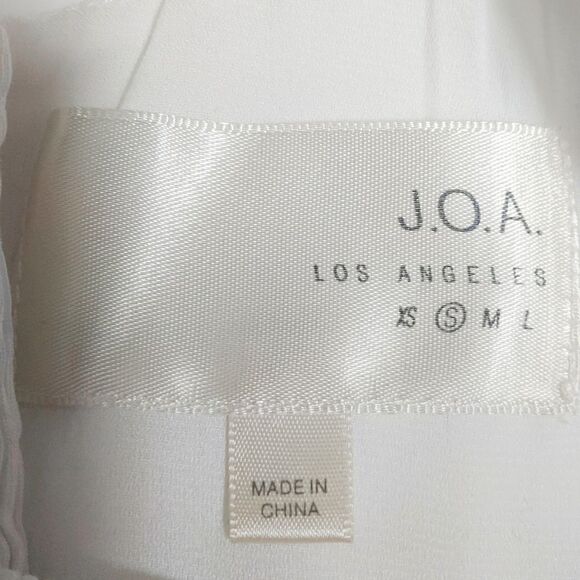 J.O.A.
LOS ANGELES
XS Ⓢ M L
MADE IN
CHINA